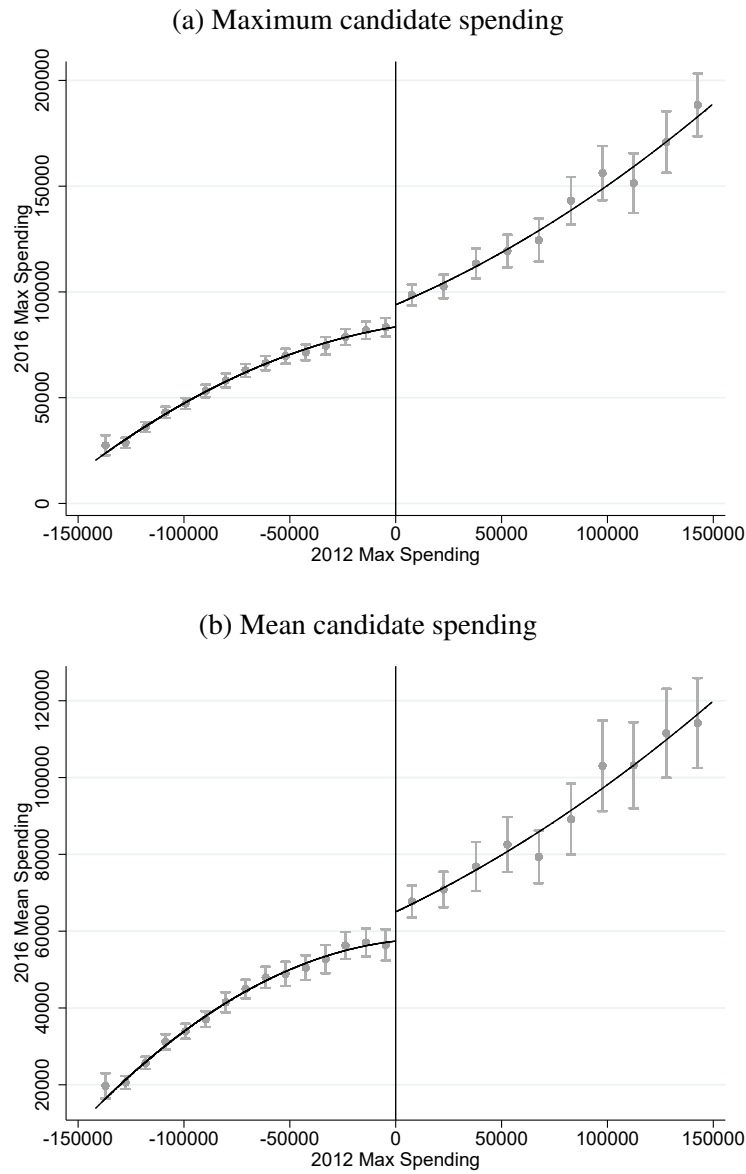 (a) Maximum candidate spending
200000
150000
100000
50000
0
2016 Max Spending
-150000 -100000 -50000 0 50000 100000 150000
2012 Max Spending
(b) Mean candidate spending
120000
100000
80000
60000
40000
20000
2016 Mean Spending
-150000 -100000 -50000 0 50000 100000 150000
2012 Max Spending